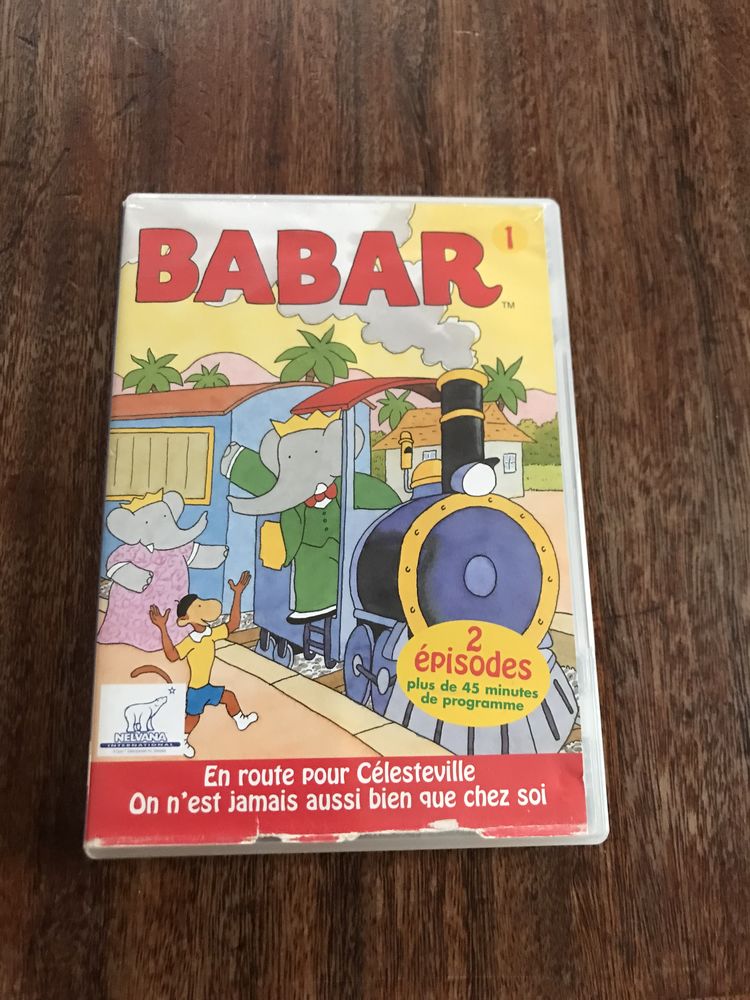 BABAR
1
TM
2
épisodes
plus de 45 minutes
de programme
NELVANA
INTERNATIONAL
En route pour Célesteville
On n'est jamais aussi bien que chez soi